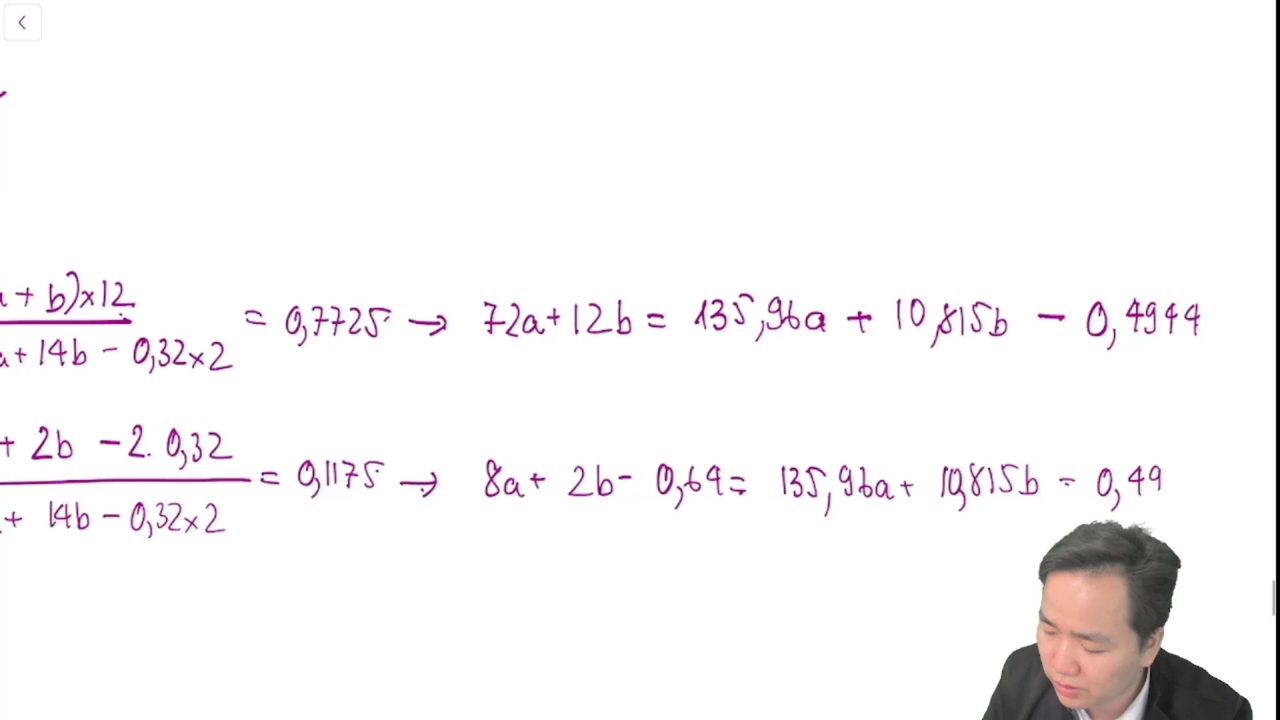 a + b)×12
= 0,7725 → 72a + 12b = 135,96a + 10,815b - 0,4944
a + 14b - 0,32×2
+ 2b - 2. 0,32
= 0,1175 → 8a + 2b - 0,64 = 135,96a + 10,815b - 0,49
+ 14b - 0,32×2